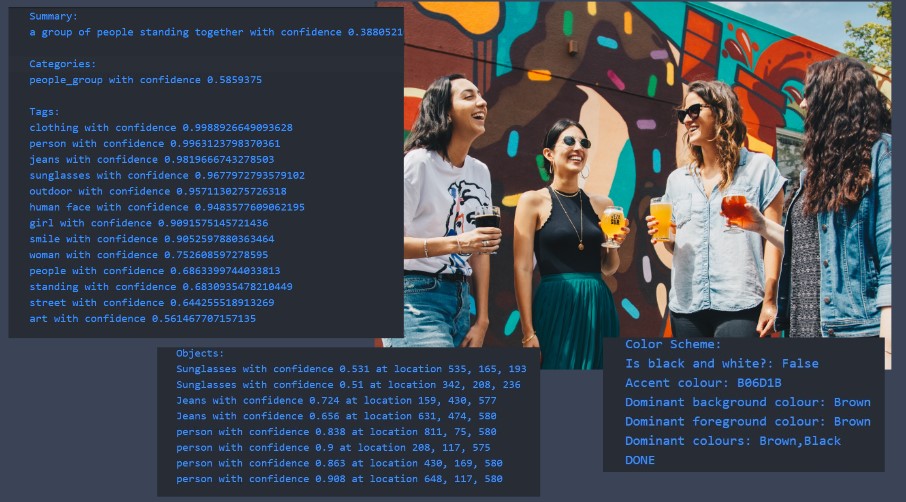 Summary:
a group of people standing together with confidence 0.3880521
Categories:
people_group with confidence 0.5859375
Tags:
clothing with confidence 0.9988926649093628
person with confidence 0.9963123798370361
jeans with confidence 0.9819666743278503
sunglasses with confidence 0.9677972793579102
outdoor with confidence 0.9571130275726318
human face with confidence 0.9483577609062195
girl with confidence 0.9091575145721436
smile with confidence 0.9052597880363464
woman with confidence 0.752608597278595
people with confidence 0.6863399744033813
standing with confidence 0.6830935478210449
street with confidence 0.644255518913269
art with confidence 0.561467707157135
Objects:
Sunglasses with confidence 0.531 at location 535, 165, 193
Sunglasses with confidence 0.51 at location 342, 208, 236
Jeans with confidence 0.724 at location 159, 430, 577
Jeans with confidence 0.656 at location 631, 474, 580
person with confidence 0.838 at location 811, 75, 580
person with confidence 0.9 at location 208, 117, 575
person with confidence 0.863 at location 430, 169, 580
person with confidence 0.908 at location 648, 117, 580
Color Scheme:
Is black and white?: False
Accent colour: B06D1B
Dominant background colour: Brown
Dominant foreground colour: Brown
Dominant colours: Brown,Black
DONE